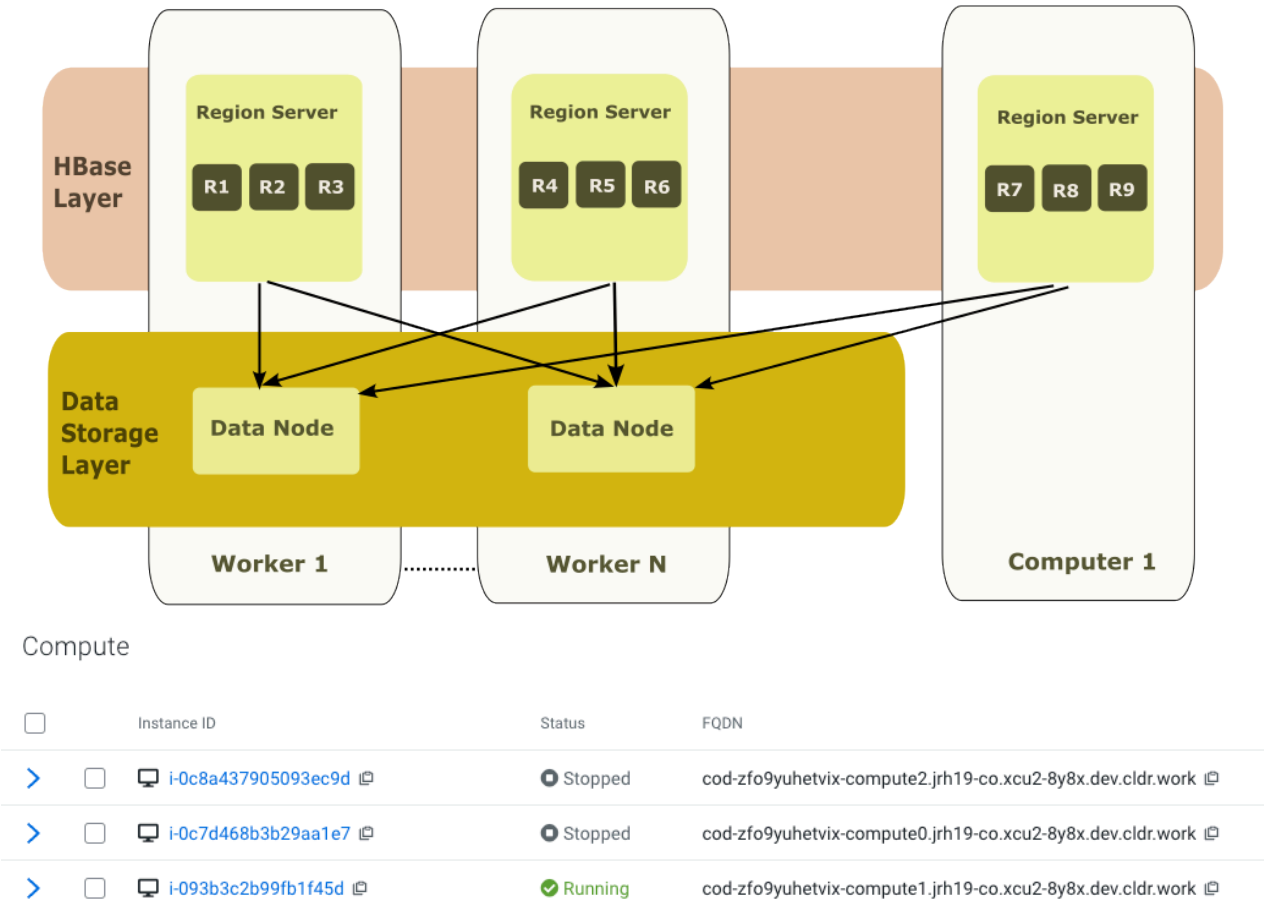 Region Server
Region Server
Region Server
HBase
Layer
R1 R2 R3
R4 R5 R6
R7 R8 R9
Data
Storage
Layer
Data Node
Data Node
Worker 1
Worker N
Computer 1
Compute
Instance ID Status FQDN
i-0c8a437905093ec9d Stopped cod-zfo9yuhetvix-compute2.jrh19-co.xcu2-8y8x.dev.cldr.work
i-0c7d468b3b29aa1e7 Stopped cod-zfo9yuhetvix-compute0.jrh19-co.xcu2-8y8x.dev.cldr.work
i-093b3c2b99fb1f45d Running cod-zfo9yuhetvix-compute1.jrh19-co.xcu2-8y8x.dev.cldr.work